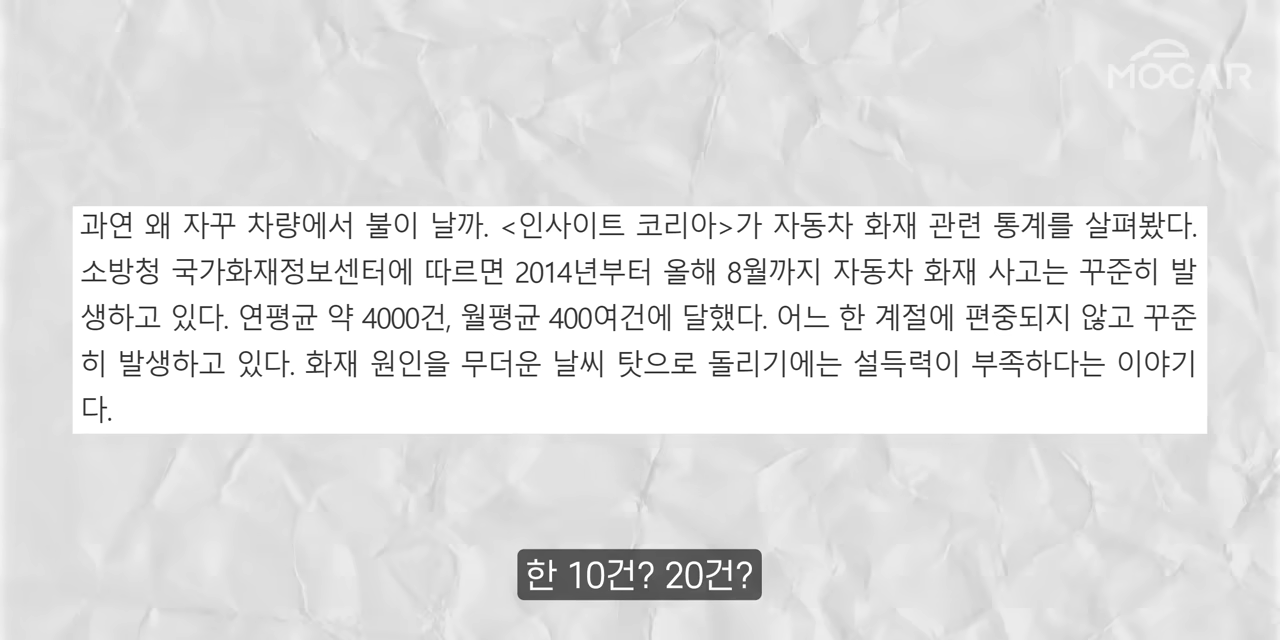 MOCAR
과연 왜 자꾸 차량에서 불이 날까. <인사이트 코리아>가 자동차 화재 관련 통계를 살펴봤다.
소방청 국가화재정보센터에 따르면 2014년부터 올해 8월까지 자동차 화재 사고는 꾸준히 발
생하고 있다. 연평균 약 4000건, 월평균 400여건에 달했다. 어느 한 계절에 편중되지 않고 꾸준
히 발생하고 있다. 화재 원인을 무더운 날씨 탓으로 돌리기에는 설득력이 부족하다는 이야기
다.
한 10건? 20건?